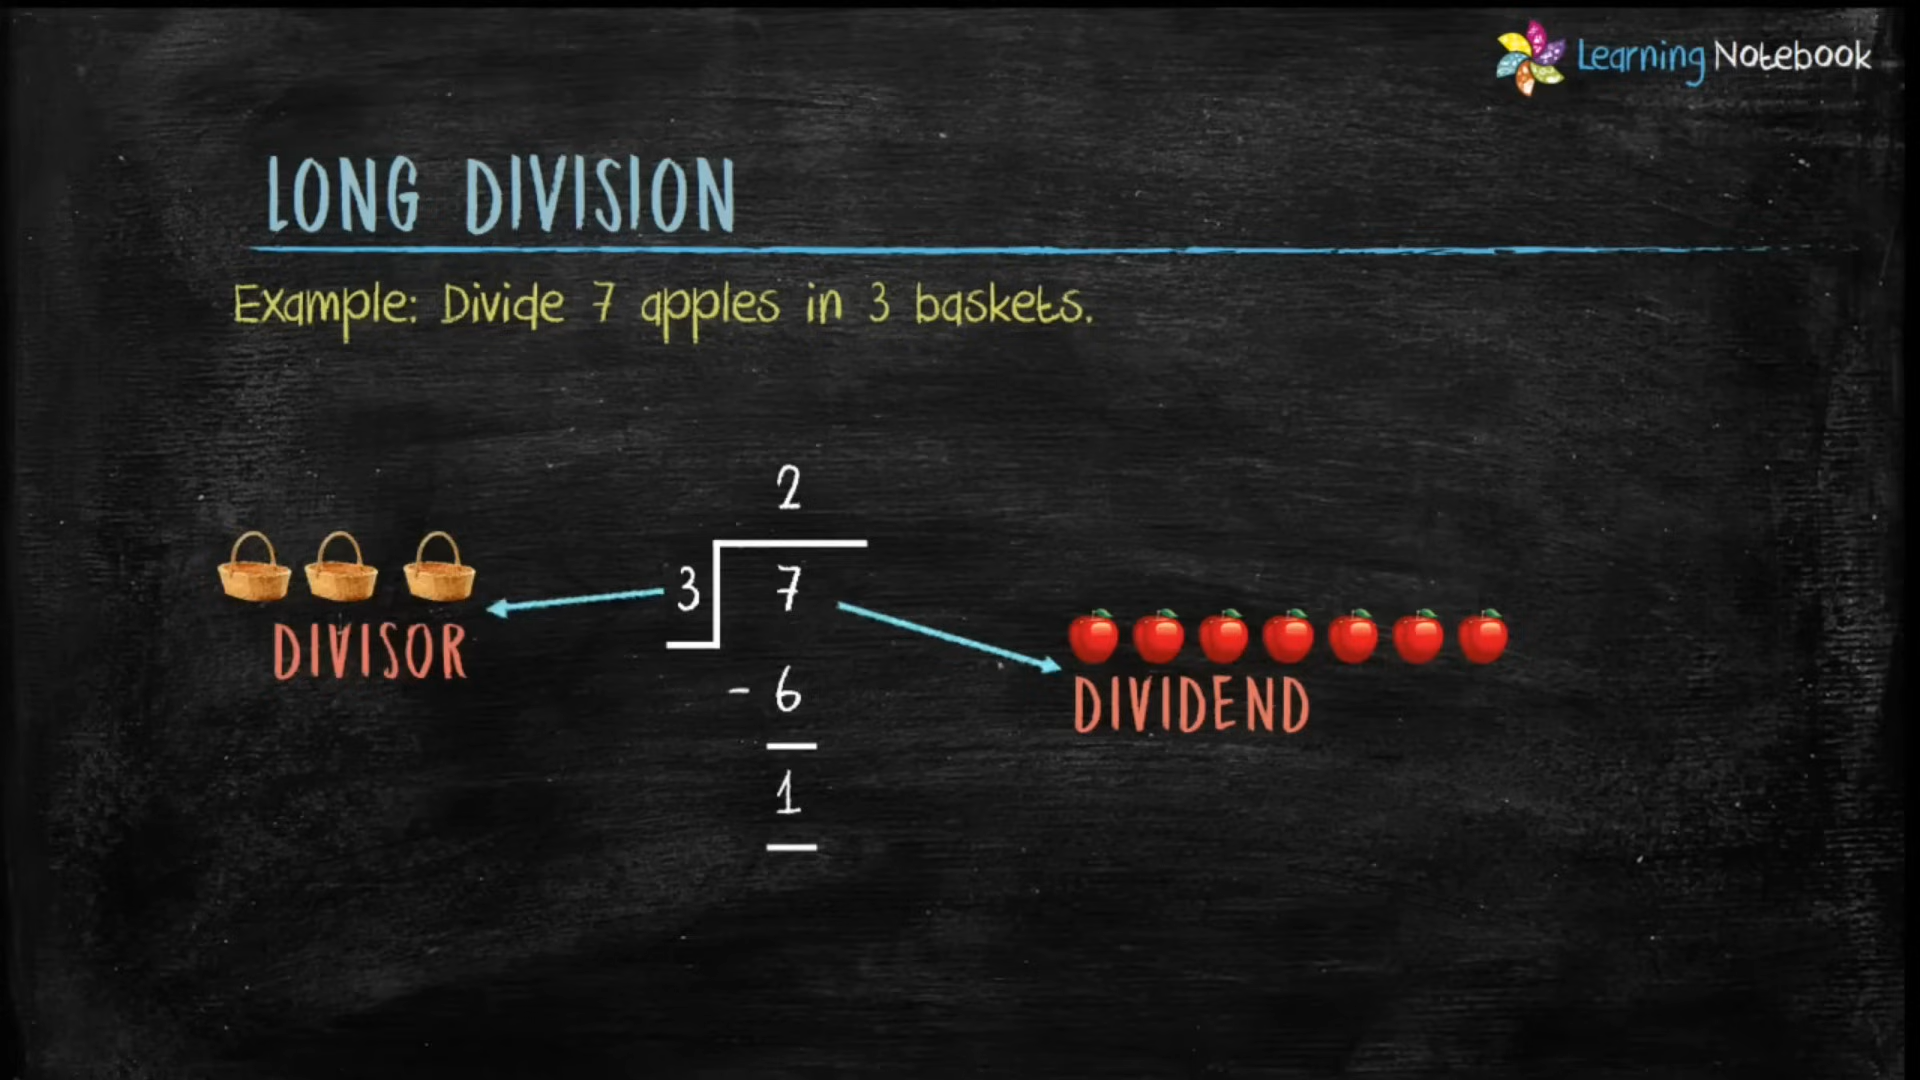 Learning Notebook
LONG DIVISION
Example: Divide 7 apples in 3 baskets.
2
3 7
DIVISOR
- 6
DIVIDEND
1